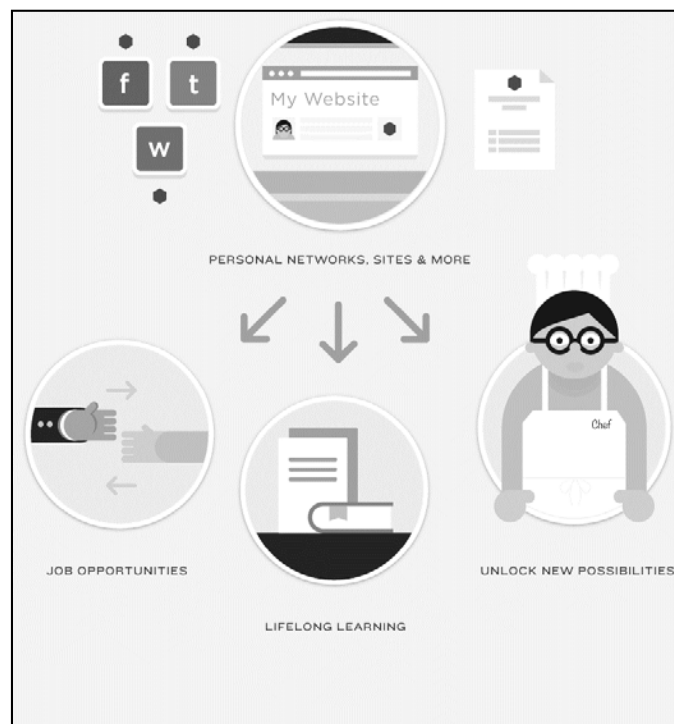 f t
w
My Website
PERSONAL NETWORKS, SITES & MORE
Chef
JOB OPPORTUNITIES
UNLOCK NEW POSSIBILITIES
LIFELONG LEARNING